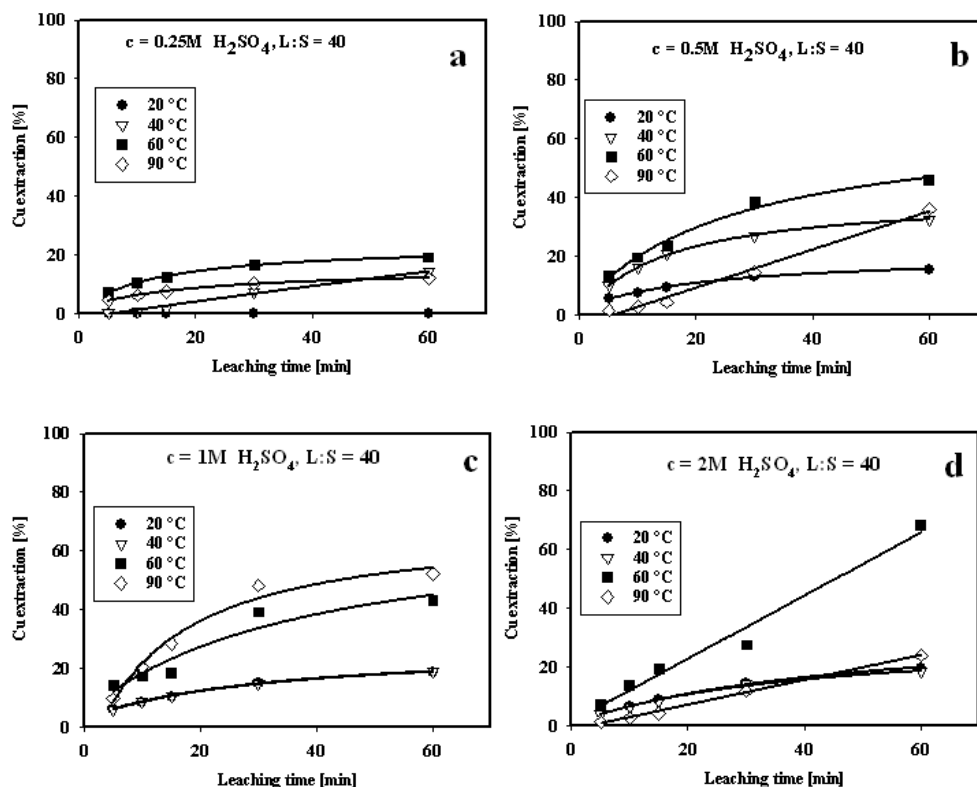 c = 0.25M H2SO4, L:S = 40
a
100
80
60
40
20
0
Cu extraction [%]
20 °C
40 °C
60 °C
90 °C
0 20 40 60
Leaching time [min]
c = 0.5M H2SO4, L:S = 40
b
100
80
60
40
20
0
Cu extraction [%]
20 °C
40 °C
60 °C
90 °C
0 20 40 60
Leaching time [min]
c = 1M H2SO4, L:S = 40
c
100
80
60
40
20
0
Cu extraction [%]
20 °C
40 °C
60 °C
90 °C
0 20 40 60
Leaching time [min]
c = 2M H2SO4, L:S = 40
d
100
80
60
40
20
0
Cu extraction [%]
20 °C
40 °C
60 °C
90 °C
0 20 40 60
Leaching time [min]